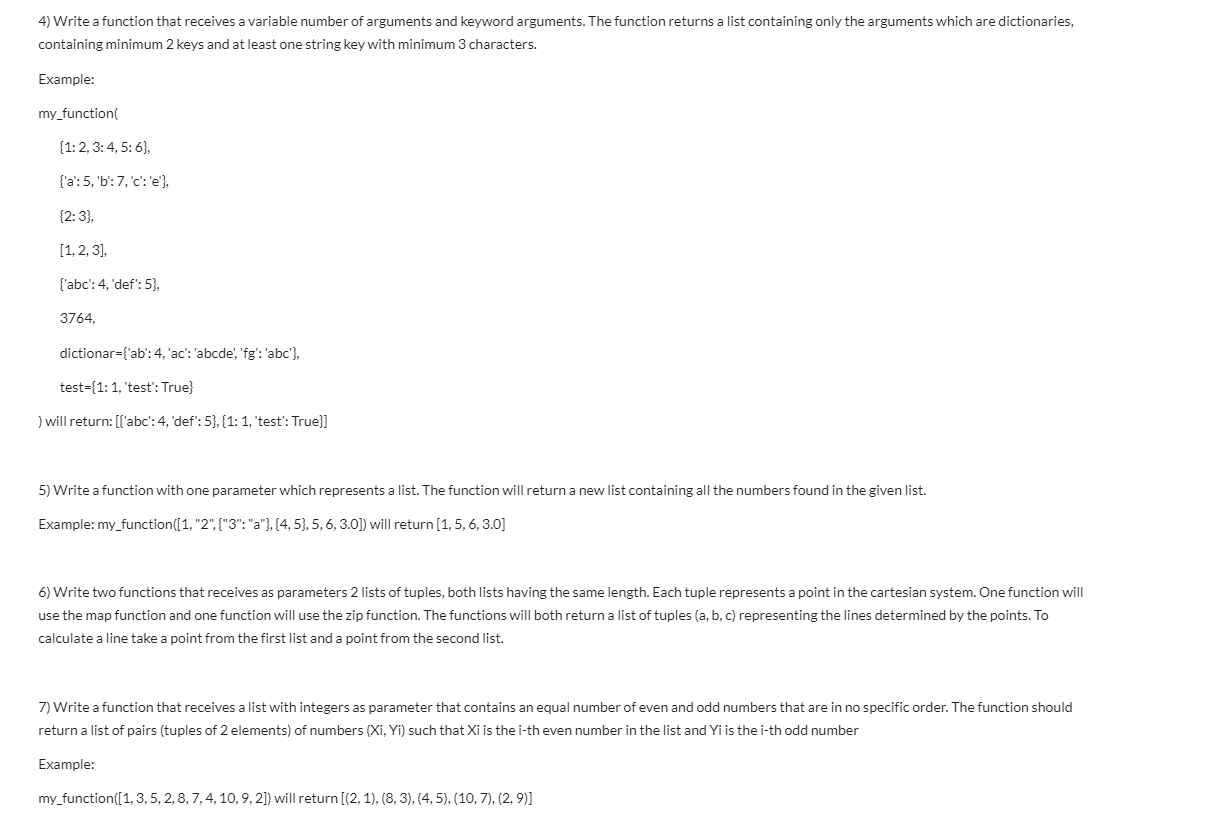 4) Write a function that receives a variable number of arguments and keyword arguments. The function returns a list containing only the arguments which are dictionaries,
containing minimum 2 keys and at least one string key with minimum 3 characters.
Example:
my_function(
{1: 2, 3: 4, 5: 6},
{'a': 5, 'b': 7, 'c': 'e'},
{2: 3},
[1, 2, 3],
{'abc': 4, 'def': 5},
3764,
dictionar={'ab': 4, 'ac': 'abcde', 'fg': 'abc'},
test={1: 1, 'test': True}
) will return: [{'abc': 4, 'def': 5}, {1: 1, 'test': True}]
5) Write a function with one parameter which represents a list. The function will return a new list containing all the numbers found in the given list.
Example: my_function([1, "2", {"3": "a"}, {4, 5}, 5, 6, 3.0]) will return [1, 5, 6, 3.0]
6) Write two functions that receives as parameters 2 lists of tuples, both lists having the same length. Each tuple represents a point in the cartesian system. One function will
use the map function and one function will use the zip function. The functions will both return a list of tuples (a, b, c) representing the lines determined by the points. To
calculate a line take a point from the first list and a point from the second list.
7) Write a function that receives a list with integers as parameter that contains an equal number of even and odd numbers that are in no specific order. The function should
return a list of pairs (tuples of 2 elements) of numbers (Xi, Yi) such that Xi is the i-th even number in the list and Yi is the i-th odd number
Example:
my_function([1, 3, 5, 2, 8, 7, 4, 10, 9, 2]) will return [(2, 1), (8, 3), (4, 5), (10, 7), (2, 9)]